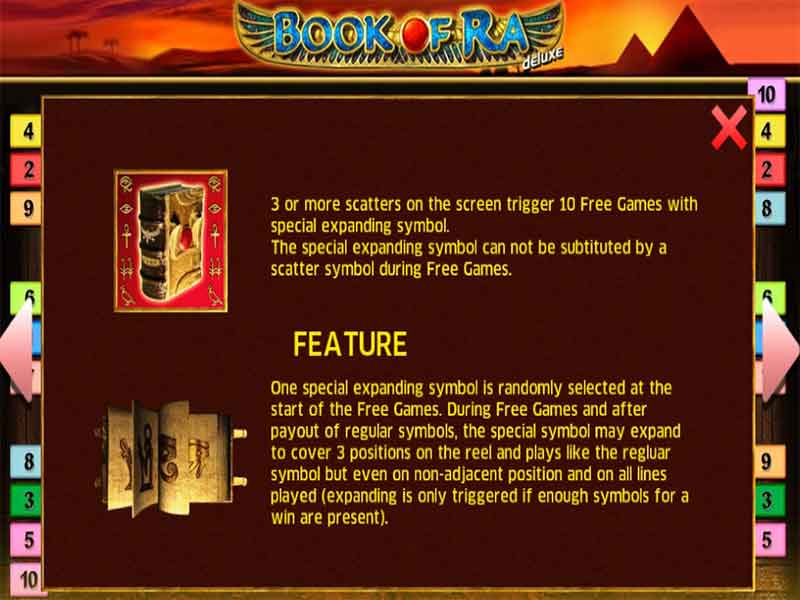 BOOK OF RA
deluxe
10
4
4
2
2
9
8
3 or more scatters on the screen trigger 10 Free Games with
special expanding symbol.
The special expanding symbol can not be subtituted by a
scatter symbol during Free Games.
6
6
FEATURE
One special expanding symbol is randomly selected at the
start of the Free Games. During Free Games and after
payout of regular symbols, the special symbol may expand
to cover 3 positions on the reel and plays like the regluar
symbol but even on non-adjacent position and on all lines
played (expanding is only triggered if enough symbols for a
win are present).
8
9
3
3
5
5
10